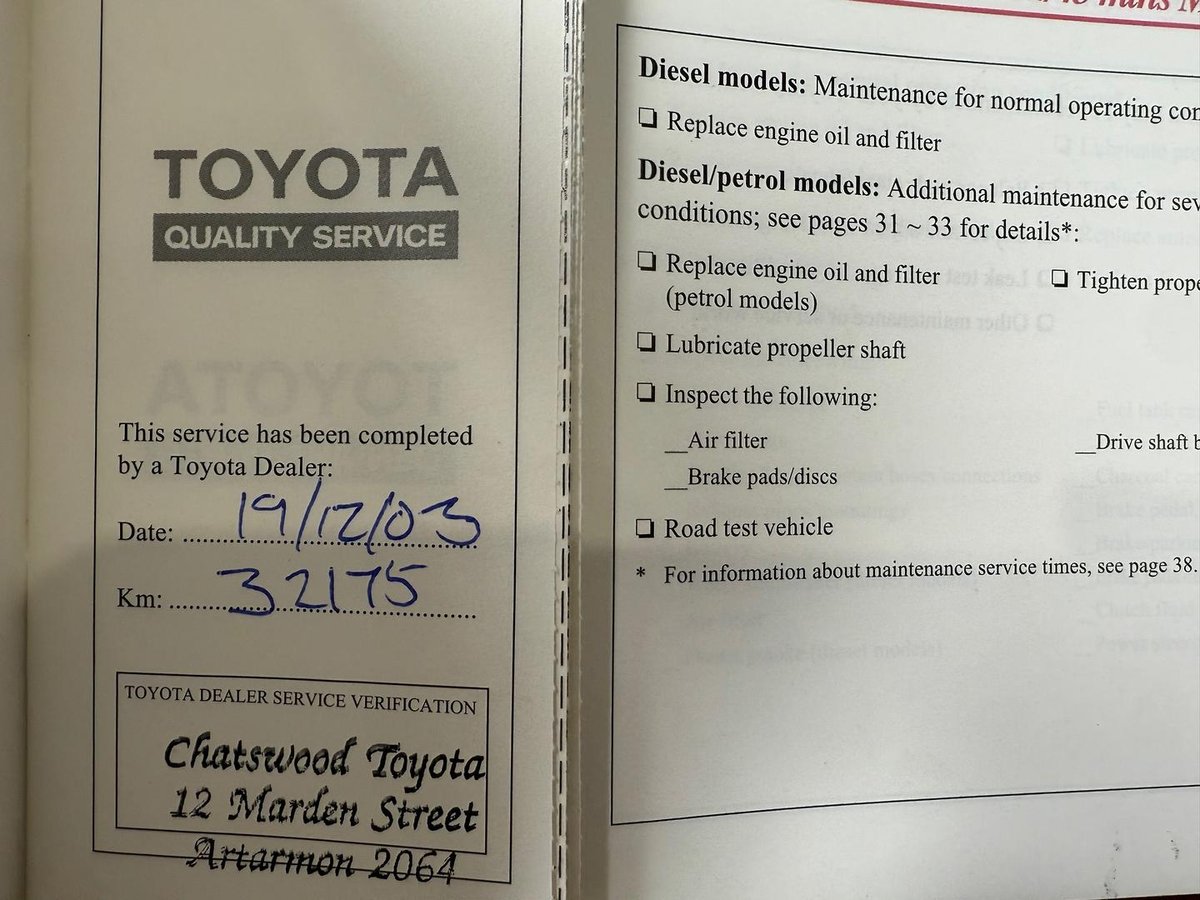 TOYOTA
QUALITY SERVICE
This service has been completed
by a Toyota Dealer:
Date: 19/12/03
Km: 32175
TOYOTA DEALER SERVICE VERIFICATION
Chatswood Toyota
12 Marden Street
Artarmon 2064
Diesel models: Maintenance for normal operating con
❏ Replace engine oil and filter
Diesel/petrol models: Additional maintenance for sev
conditions; see pages 31 ~ 33 for details*:
❏ Replace engine oil and filter
(petrol models)
❏ Tighten prope
❏ Lubricate propeller shaft
❏ Inspect the following:
__Air filter
__Drive shaft b
__Brake pads/discs
❏ Road test vehicle
* For information about maintenance service times, see page 38.